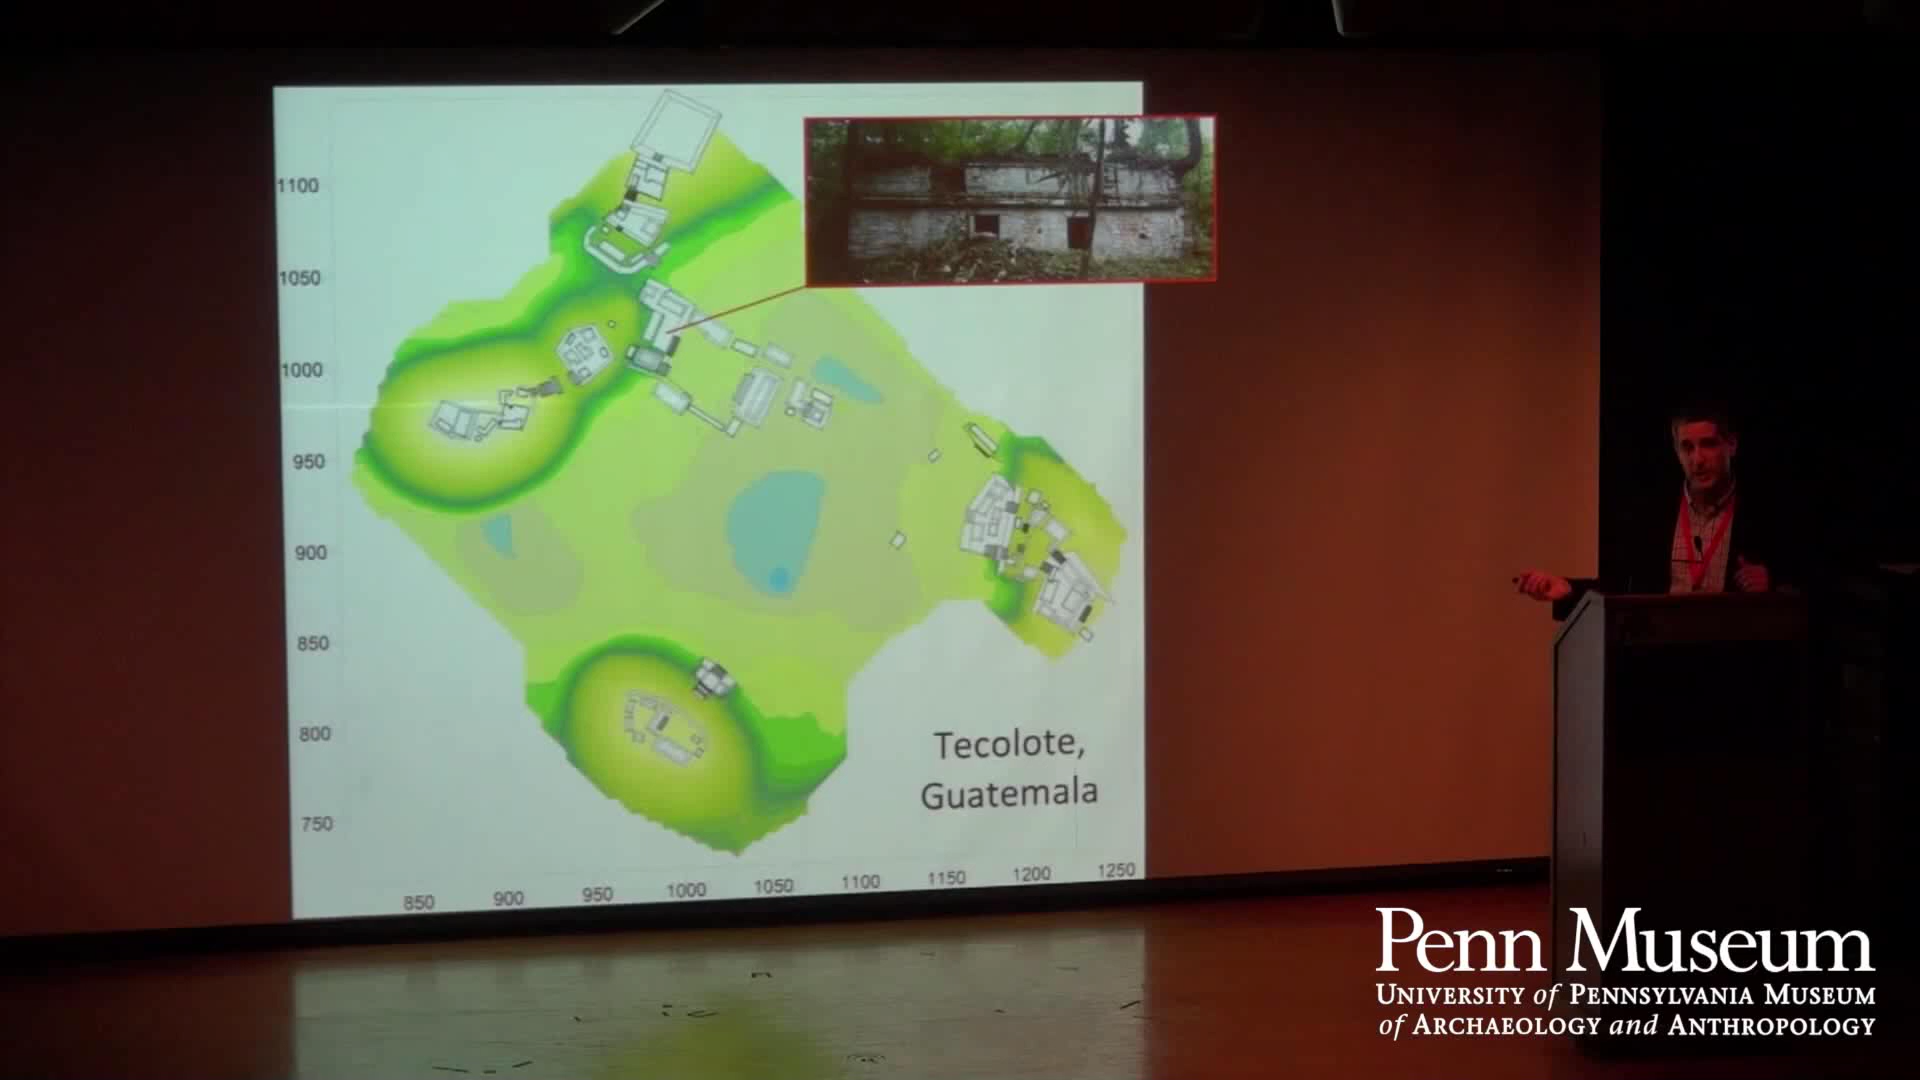 1100
1050
1000
950
900
850
800
750
850 900 950 1000 1050 1100 1150 1200 1250
Tecolote,
Guatemala
Penn Museum
UNIVERSITY of PENNSYLVANIA MUSEUM
of ARCHAEOLOGY and ANTHROPOLOGY